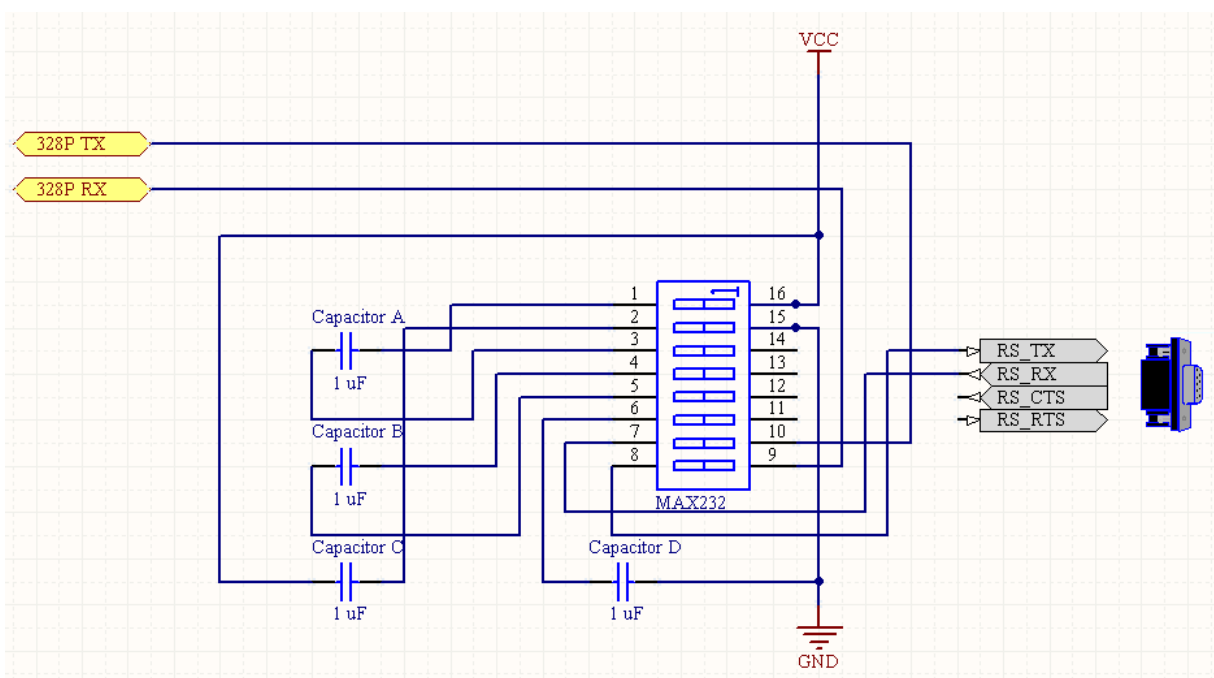 VCC
328P TX
328P RX
1 16
2 15
3 14
4 13
5 12
6 11
7 10
8 9
1
MAX232
Capacitor A
1 uF
Capacitor B
1 uF
Capacitor C
1 uF
Capacitor D
1 uF
RS_TX
RS_RX
RS_CTS
RS_RTS
GND